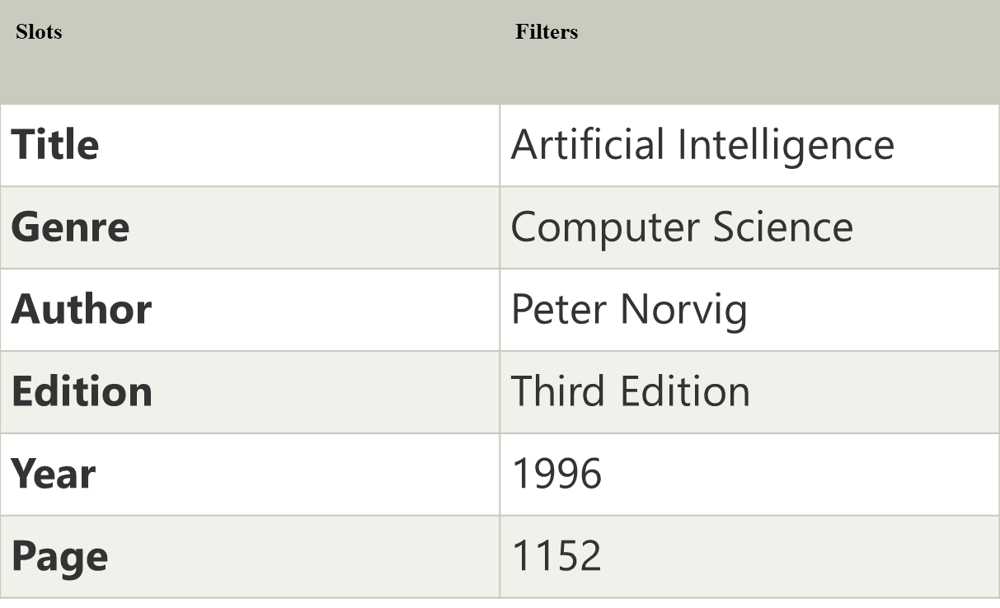 Slots Filters
Title Artificial Intelligence
Genre Computer Science
Author Peter Norvig
Edition Third Edition
Year 1996
Page 1152